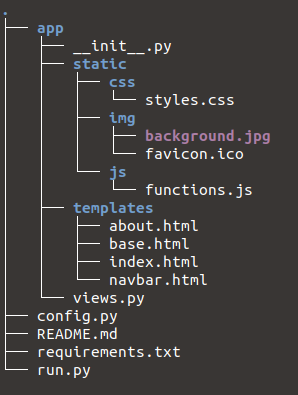 .
├── app
│   ├── __init__.py
│   ├── static
│   │   ├── css
│   │   │   └── styles.css
│   │   ├── img
│   │   │   ├── background.jpg
│   │   │   └── favicon.ico
│   │   └── js
│   │       └── functions.js
│   ├── templates
│   │   ├── about.html
│   │   ├── base.html
│   │   ├── index.html
│   │   └── navbar.html
│   └── views.py
├── config.py
├── README.md
├── requirements.txt
└── run.py